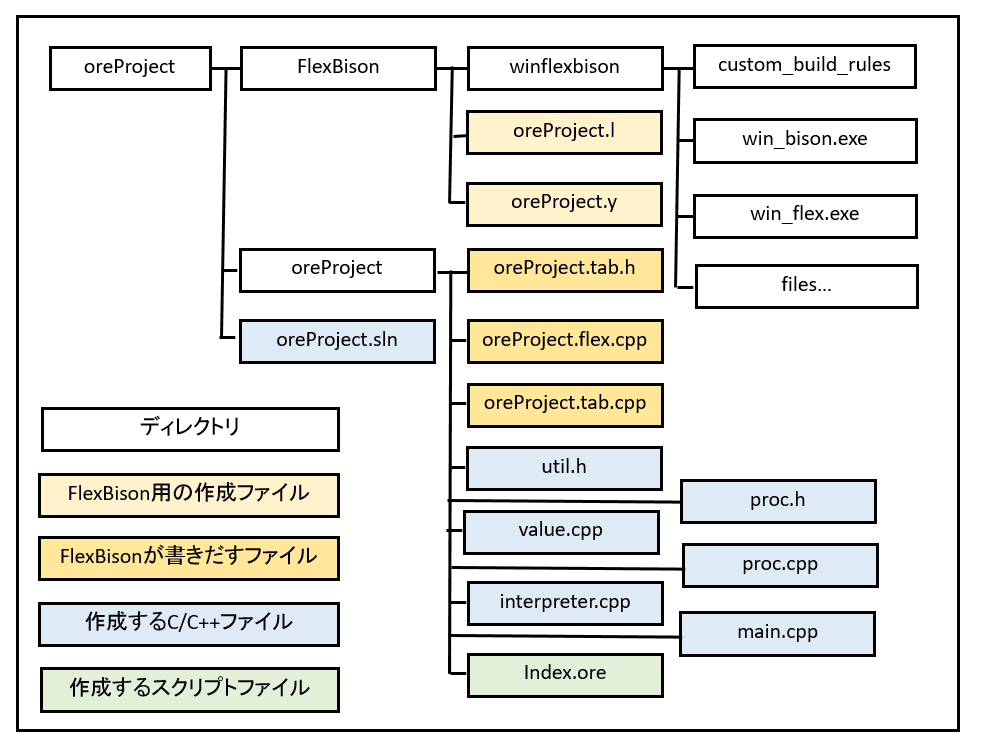 oreProject
FlexBison
winflexbison
custom_build_rules
oreProject.l
win_bison.exe
oreProject.y
win_flex.exe
oreProject
oreProject.tab.h
files...
oreProject.sln
oreProject.flex.cpp
oreProject.tab.cpp
ディレクトリ
util.h
FlexBison用の作成ファイル
proc.h
value.cpp
FlexBisonが書きだすファイル
proc.cpp
interpreter.cpp
作成するC/C++ファイル
main.cpp
Index.ore
作成するスクリプトファイル